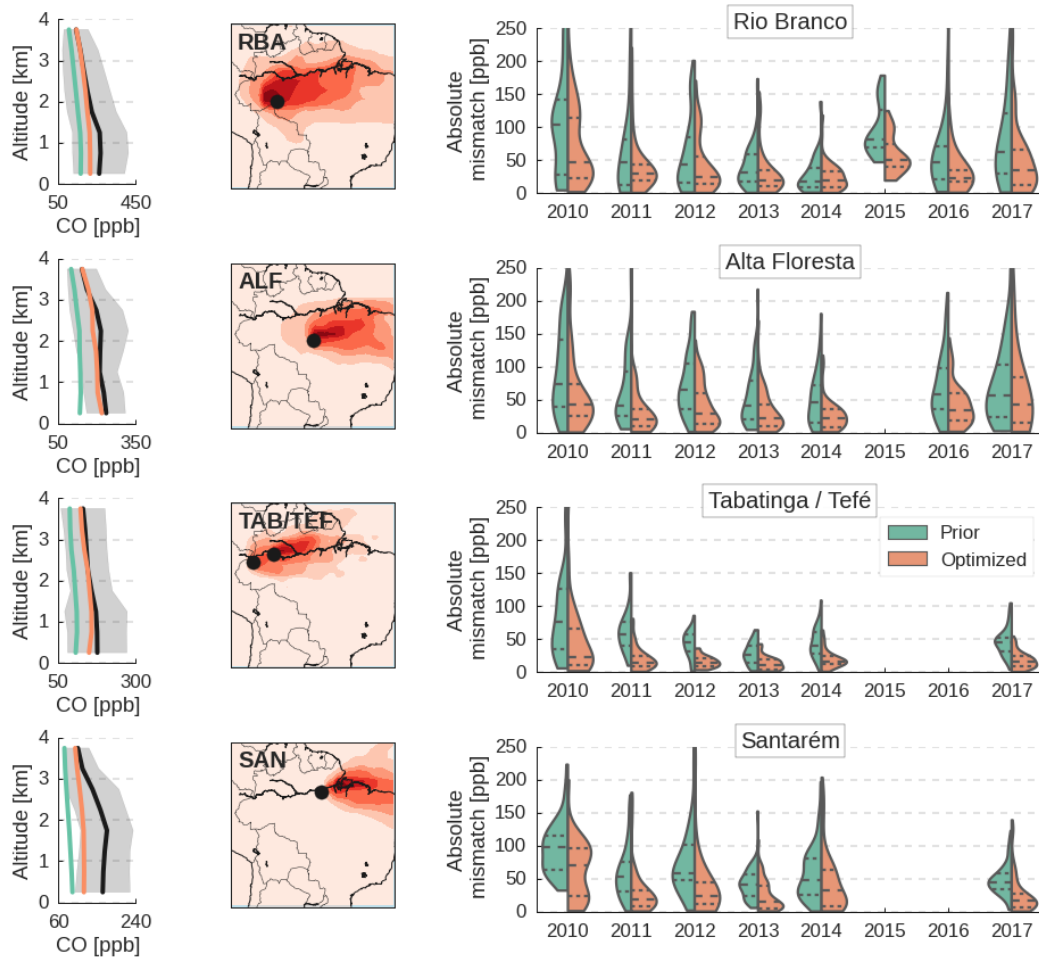 Rio Branco
4
3
2
1
0
Altitude [km]
50
450
CO [ppb]
RBA
Absolute
mismatch [ppb]
250
200
150
100
50
0
2010 2011 2012 2013 2014 2015 2016 2017
Alta Floresta
4
3
2
1
0
Altitude [km]
50
350
CO [ppb]
ALF
Absolute
mismatch [ppb]
250
200
150
100
50
0
2010 2011 2012 2013 2014 2015 2016 2017
Tabatinga / Tefé
4
3
2
1
0
Altitude [km]
50
300
CO [ppb]
TAB/TEF
Absolute
mismatch [ppb]
250
200
150
100
50
0
Prior
Optimized
2010 2011 2012 2013 2014 2015 2016 2017
Santarém
4
3
2
1
0
Altitude [km]
60
240
CO [ppb]
SAN
Absolute
mismatch [ppb]
250
200
150
100
50
0
2010 2011 2012 2013 2014 2015 2016 2017